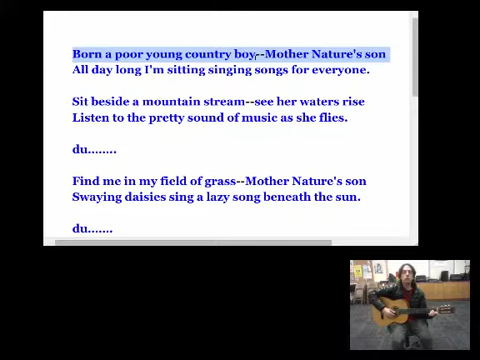 Born a poor young country boy--Mother Nature's son
All day long I'm sitting singing songs for everyone.
Sit beside a mountain stream--see her waters rise
Listen to the pretty sound of music as she flies.
du........
Find me in my field of grass--Mother Nature's son
Swaying daisies sing a lazy song beneath the sun.
du.......